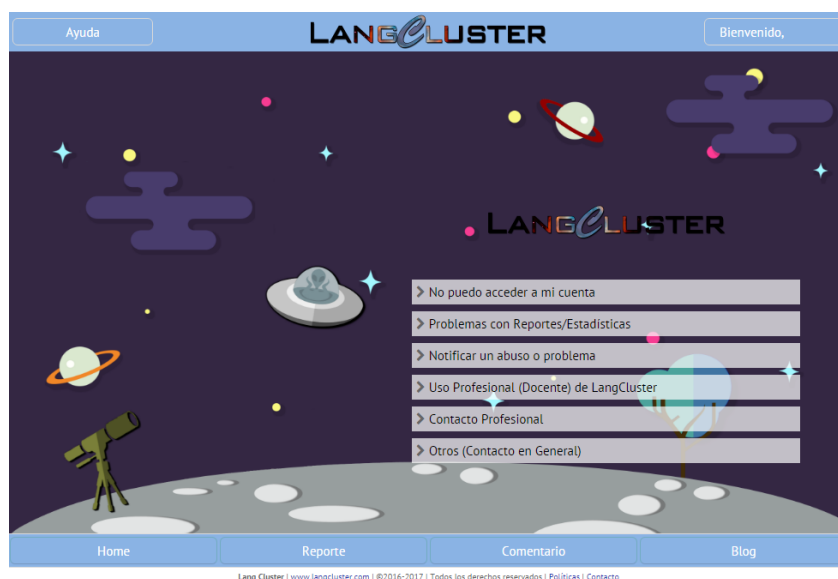 Ayuda
LANGCLUSTER
Bienvenido,
LANGCLUSTER
No puedo acceder a mi cuenta
Problemas con Reportes/Estadísticas
Notificar un abuso o problema
Uso Profesional (Docente) de LangCluster
Contacto Profesional
Otros (Contacto en General)
Home
Reporte
Comentario
Blog
Lang Cluster | www.langcluster.com | ©2016-2017 | Todos los derechos reservados | Políticas | Contacto